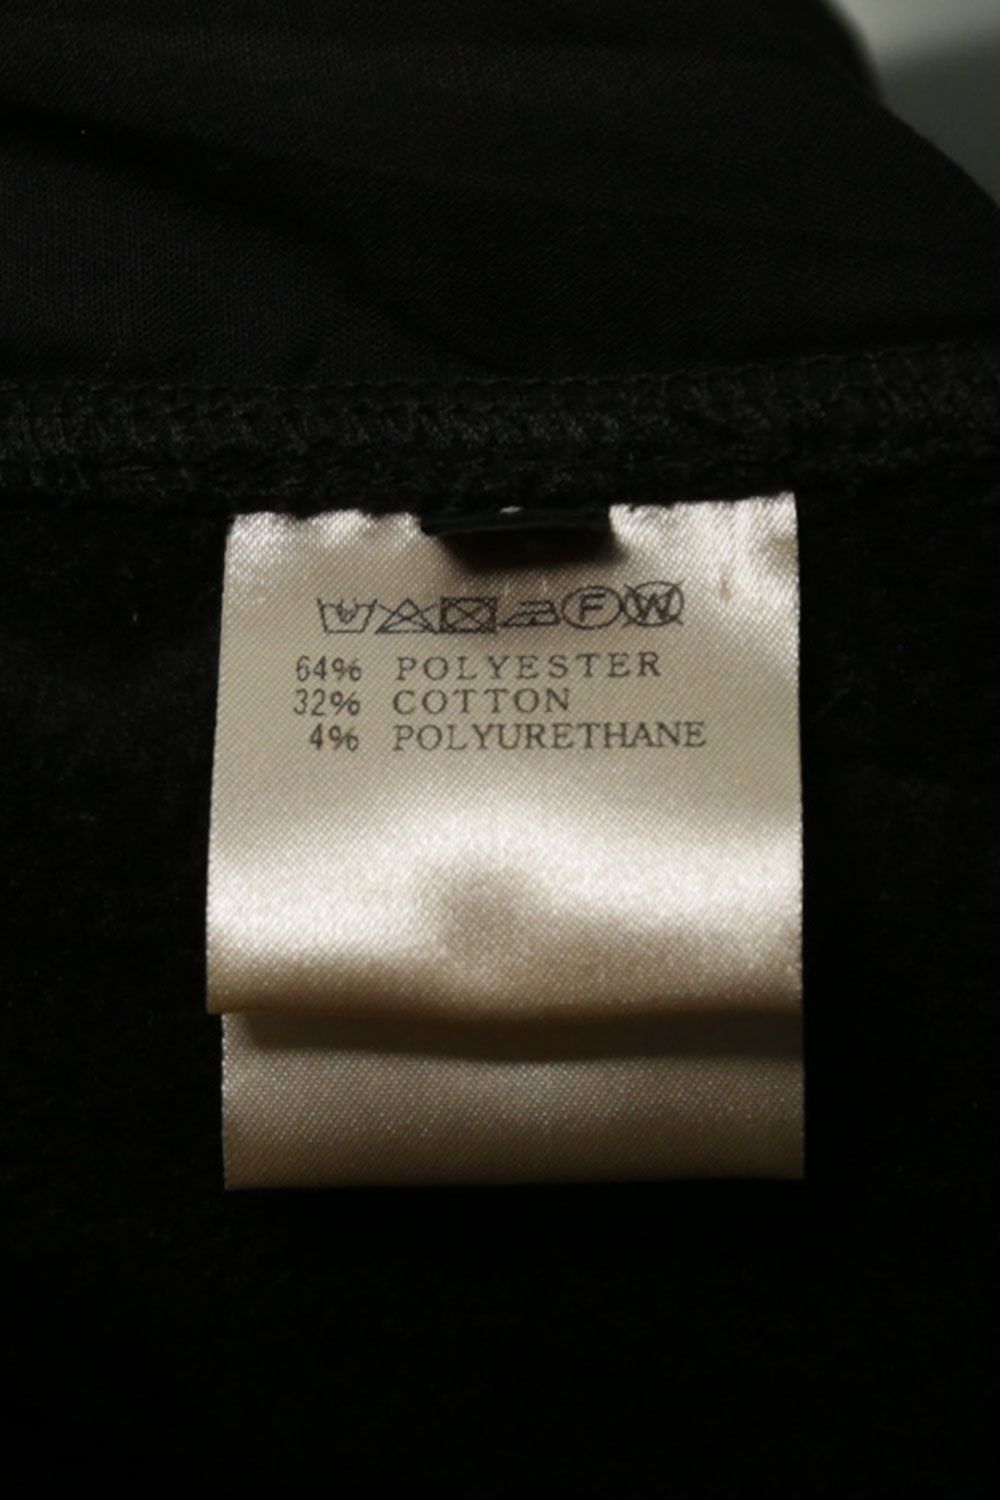 F W
64% POLYESTER
32% COTTON
4% POLYURETHANE